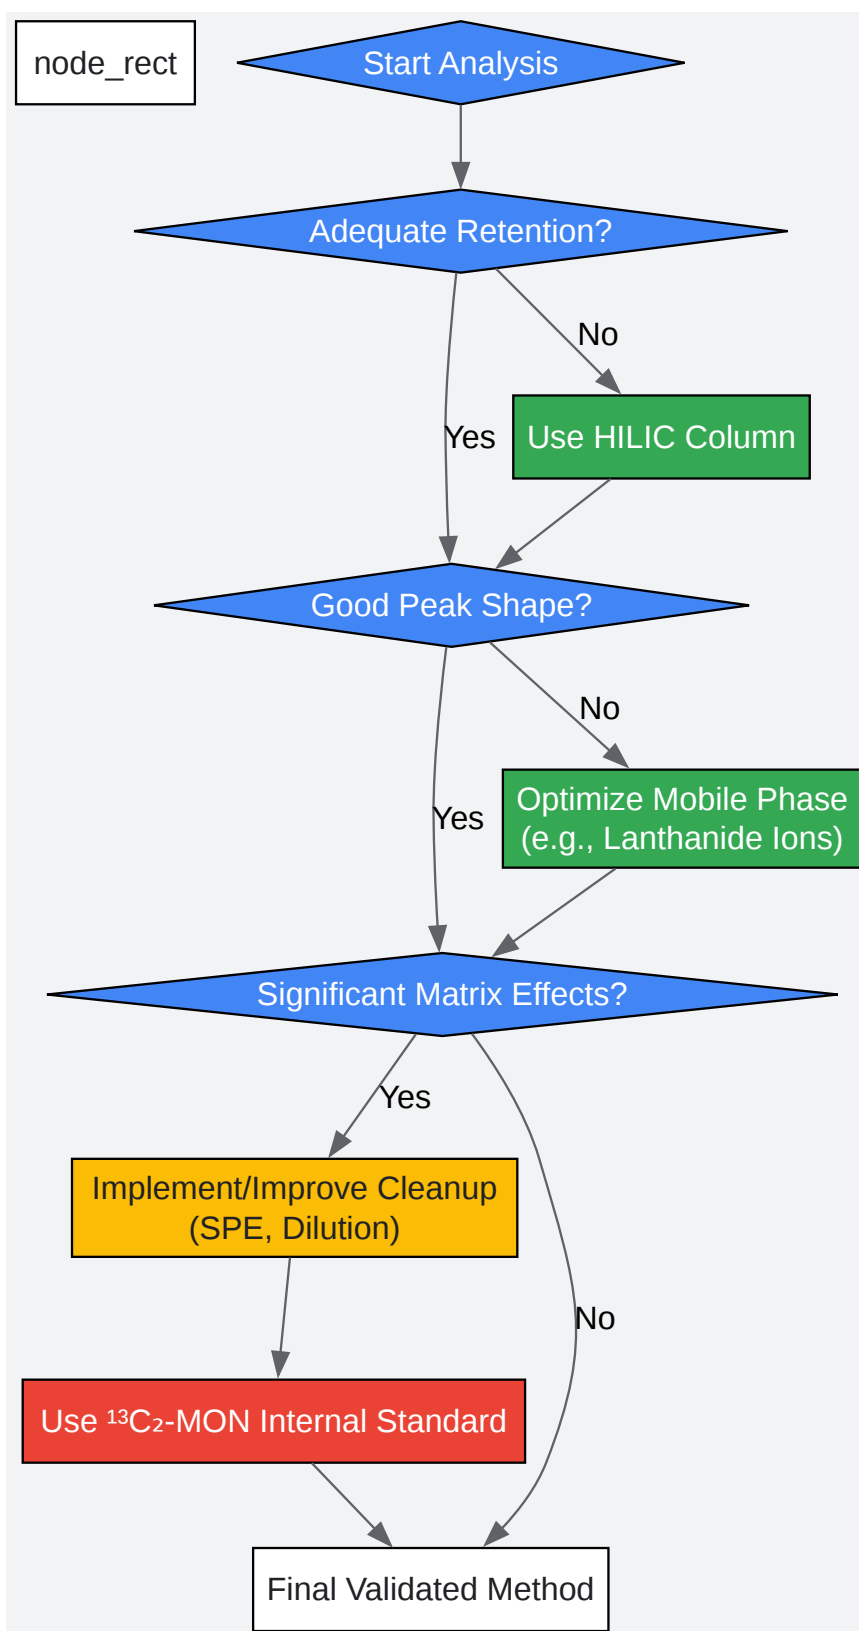 node_rect
Start Analysis
Adequate Retention?
No
Yes
Use HILIC Column
Good Peak Shape?
No
Optimize Mobile Phase
(e.g., Lanthanide Ions)
Yes
Significant Matrix Effects?
Yes
Implement/Improve Cleanup
(SPE, Dilution)
No
Use ¹³C₂-MON Internal Standard
Final Validated Method